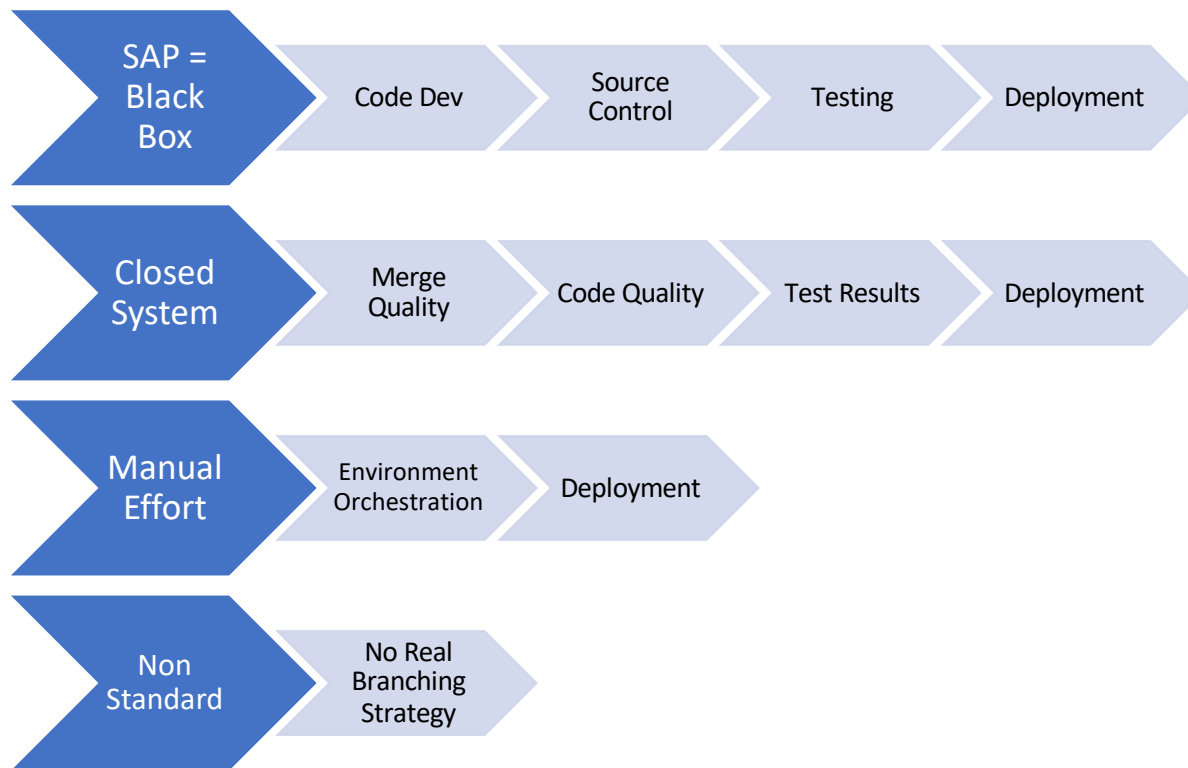 SAP =
Black
Box
Code Dev
Source
Control
Testing
Deployment
Closed
System
Merge
Quality
Code Quality
Test Results
Deployment
Manual
Effort
Environment
Orchestration
Deployment
Non
Standard
No Real
Branching
Strategy